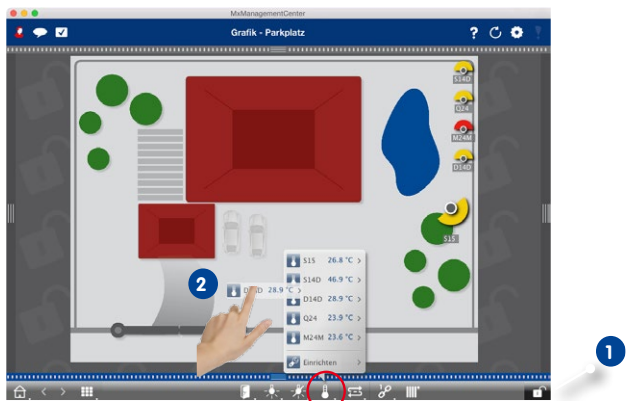 MxManagementCenter
Grafik - Parkplatz
?
S14D
Q24
M24M
D14D
S15
S15 26.8 °C >
S14D 46.9 °C >
D14D 28.9 °C >
2
28.9 °C >
Q24 23.9 °C >
M24M 23.6 °C >
Einrichten >
1